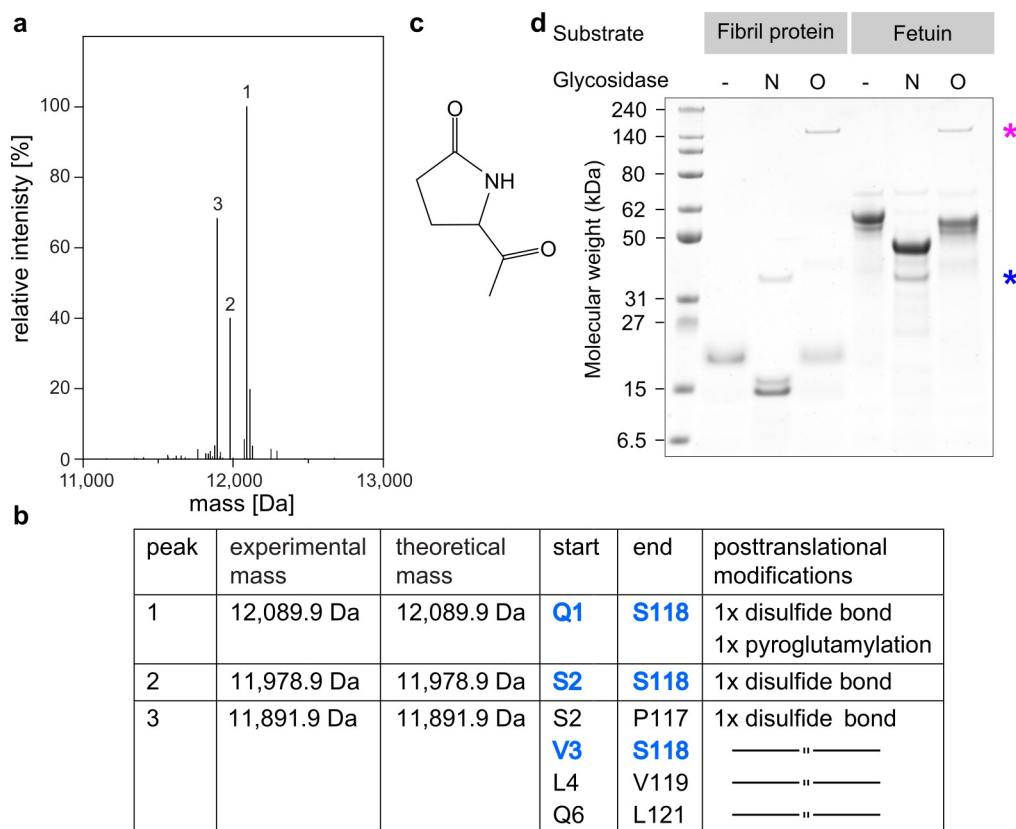 a
relative intenisty [%]
100
80
60
40
20
0
1
3
2
11,000
12,000
13,000
mass [Da]
c
O
NH
O
d
Substrate
Fibril protein
Fetuin
Glycosidase
- N O - N O
Molecular weight (kDa)
240
140
80
62
50
31
27
15
6.5
*
*
b
peak experimental mass theoretical mass start end posttranslational modifications
1 12,089.9 Da 12,089.9 Da Q1 S118 1x disulfide bond
1x pyroglutamylation
2 11,978.9 Da 11,978.9 Da S2 S118 1x disulfide bond
3 11,891.9 Da 11,891.9 Da S2 P117 1x disulfide bond
V3 S118 "
L4 V119 "
Q6 L121 "